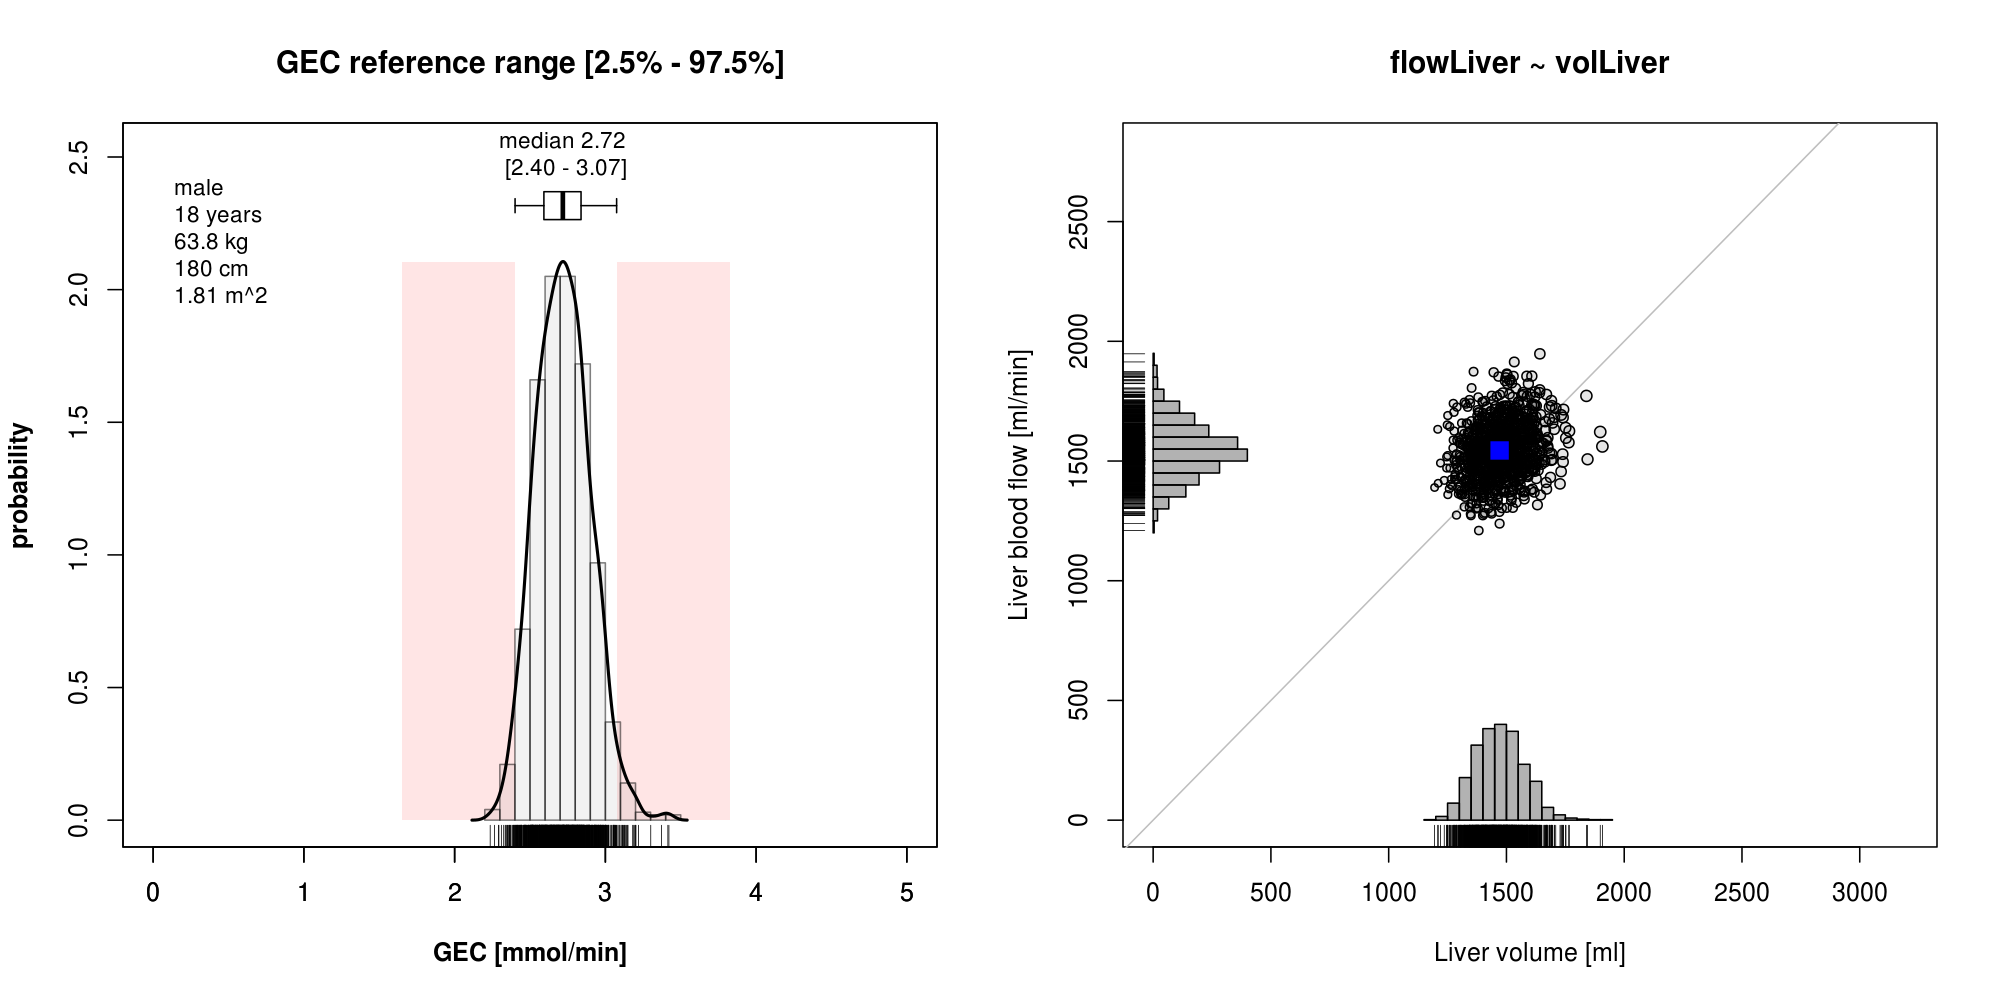 GEC reference range [2.5% - 97.5%]
median 2.72
[2.40 - 3.07]
male
18 years
63.8 kg
180 cm
1.81 m^2
probability
0.0
0.5
1.0
1.5
2.0
2.5
0
1
2
3
4
5
GEC [mmol/min]
flowLiver ~ volLiver
Liver blood flow [ml/min]
0
500
1000
1500
2000
2500
0
500
1000
1500
2000
2500
3000
Liver volume [ml]